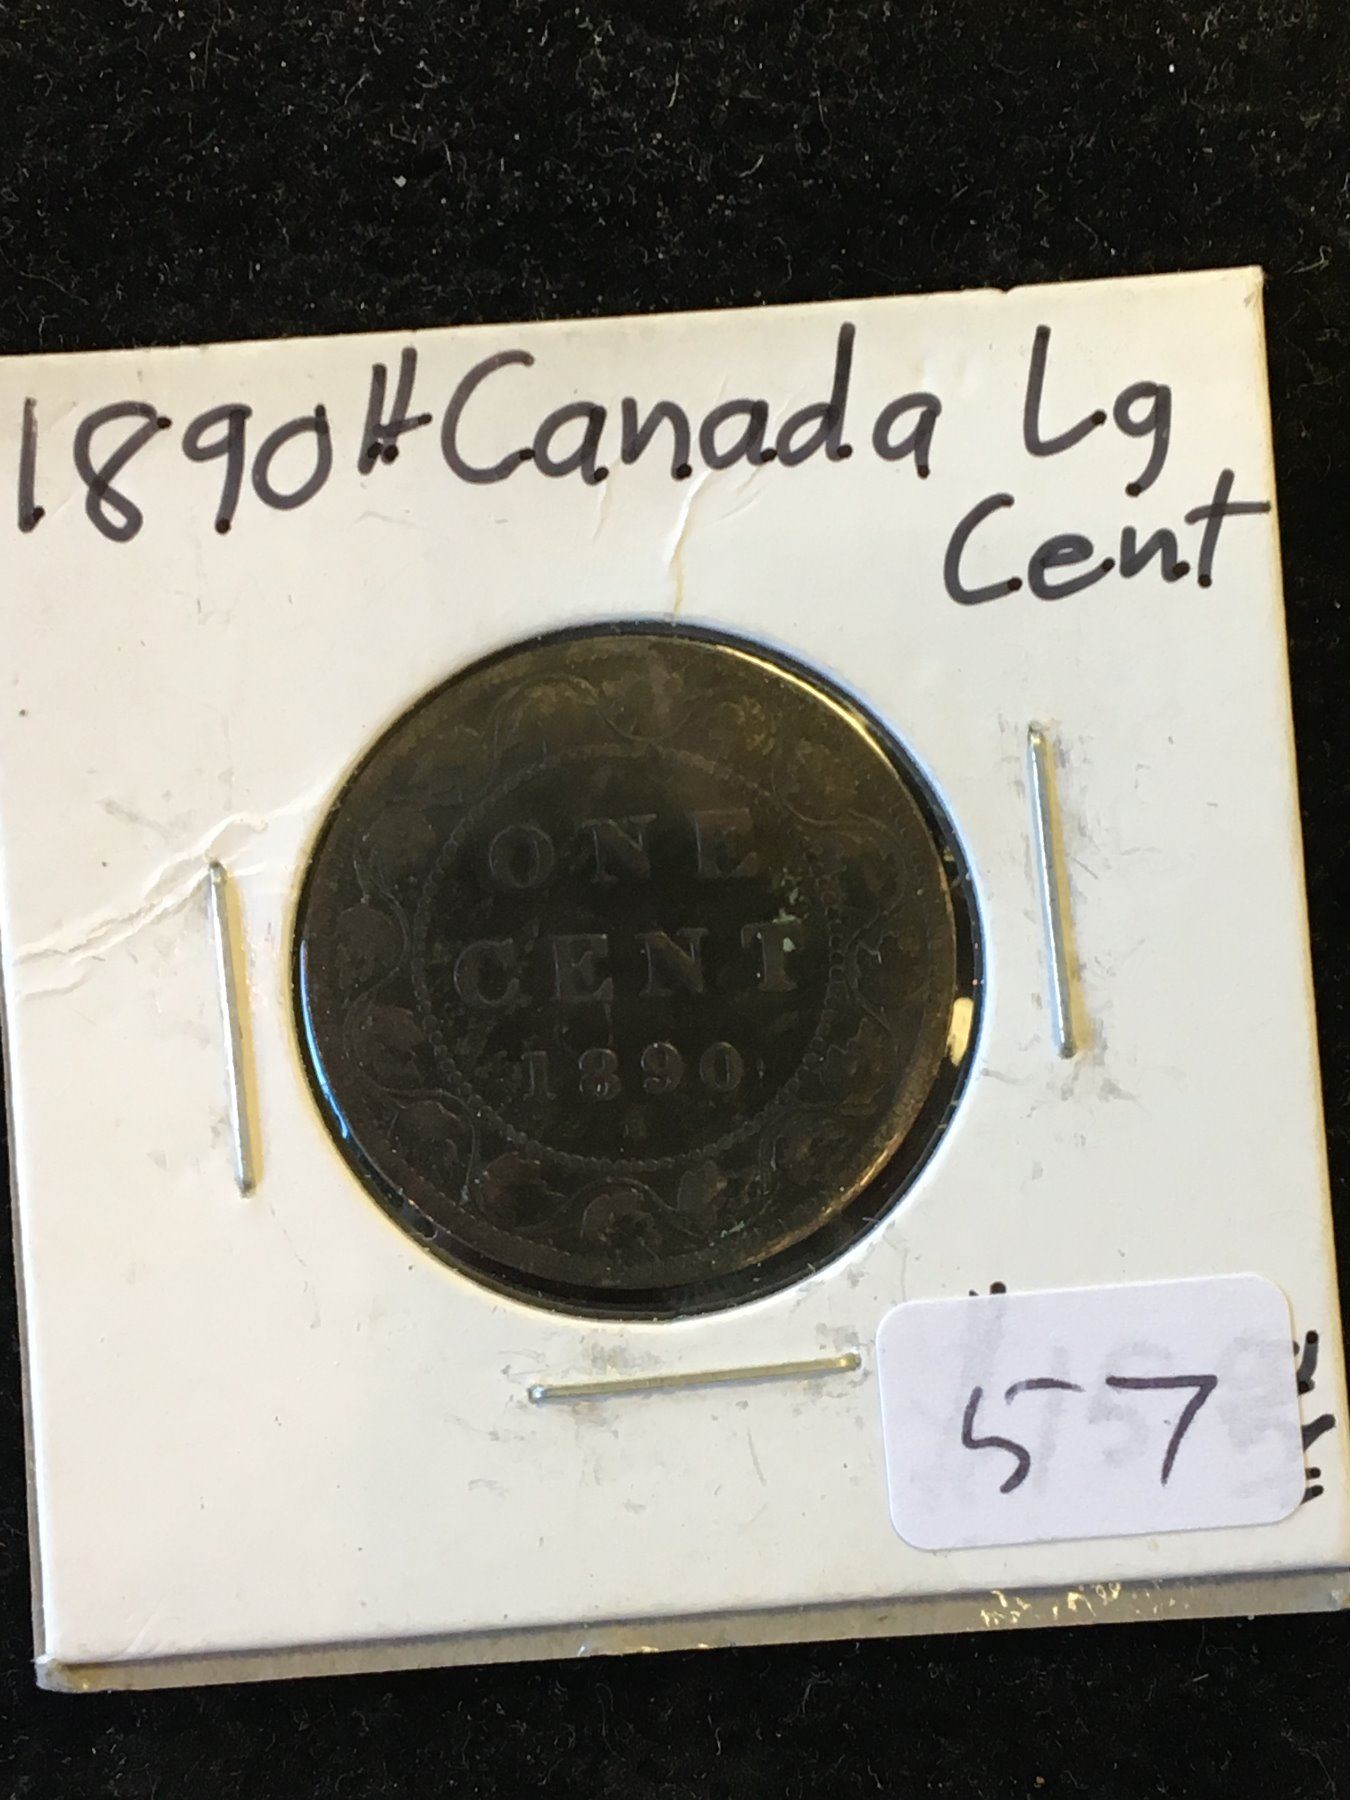 1890H Canada Lg
Cent
ONE
CENT
1890
H
57